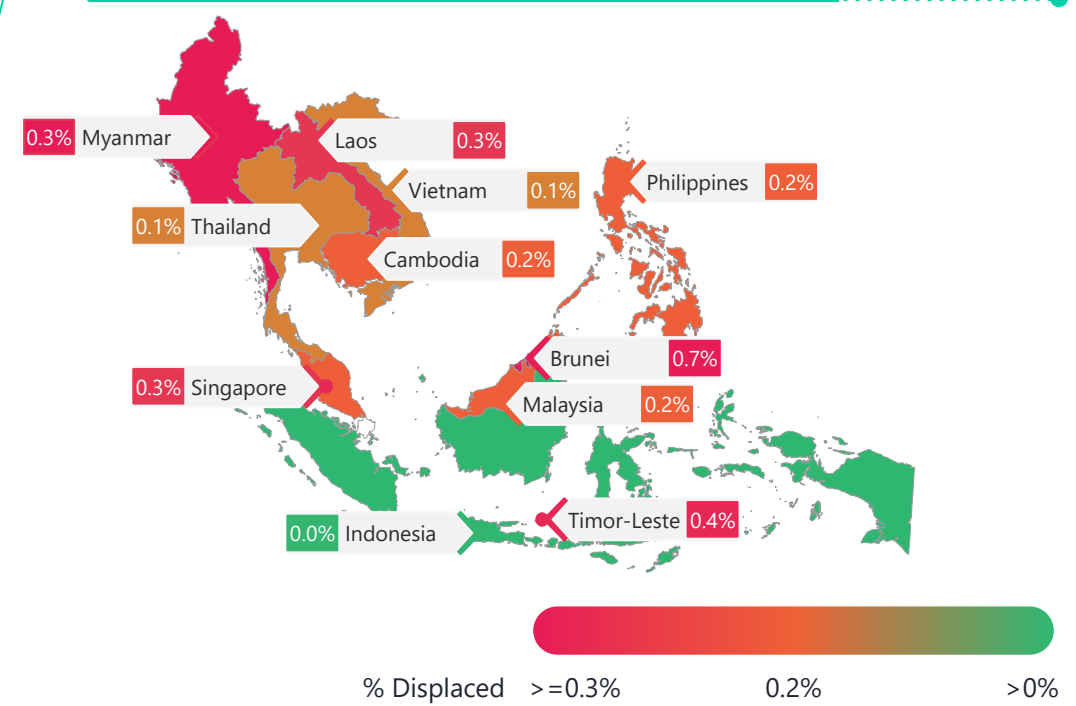 0.3% Myanmar
Laos 0.3%
Vietnam 0.1%
Philippines 0.2%
0.1% Thailand
Cambodia 0.2%
Brunei 0.7%
0.3% Singapore
Malaysia 0.2%
Timor-Leste 0.4%
0.0% Indonesia
% Displaced >=0.3% 0.2% >0%